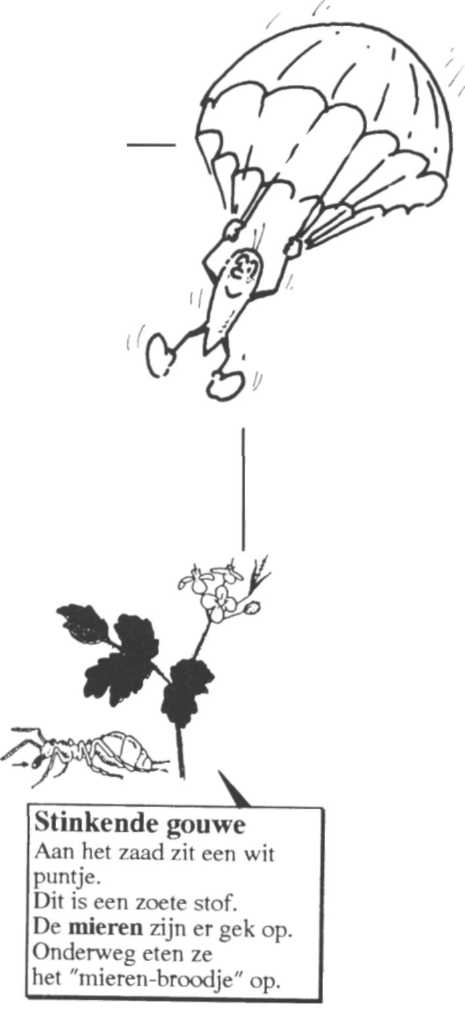 Stinkende gouwe
Aan het zaad zit een wit
puntje.
Dit is een zoete stof.
De mieren zijn er gek op.
Onderweg eten ze
het "mieren-broodje" op.